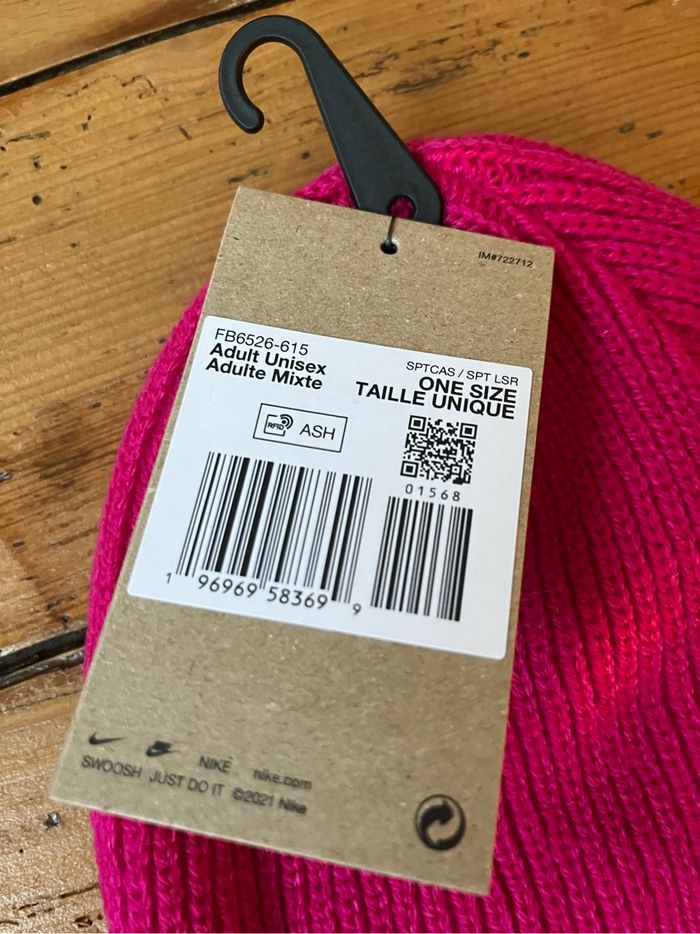 IM#722712
FB6526-615
Adult Unisex
Adulte Mixte
SPTCAS / SPT LSR
ONE SIZE
TAILLE UNIQUE
RFID ASH
01568
1 96969 58369 9
NIKE nike.com
SWOOSH JUST DO IT ©2021 Nike